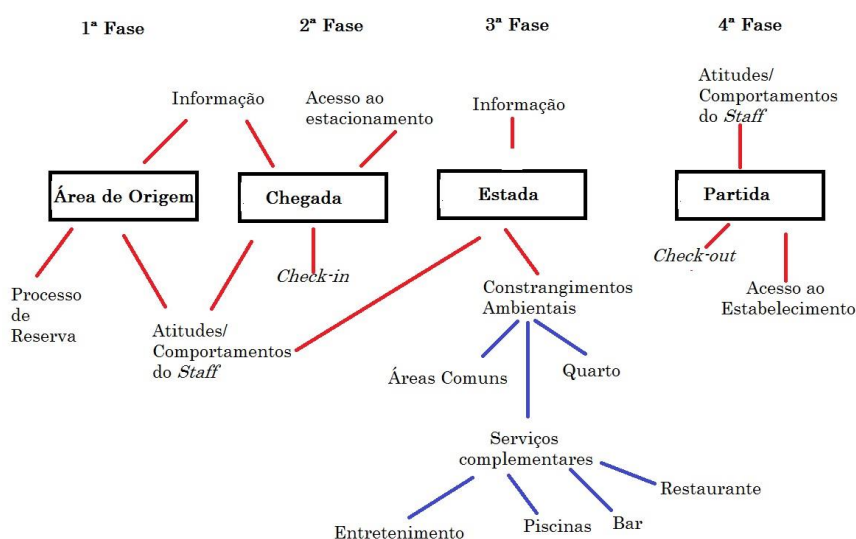 1ª Fase
2ª Fase
3ª Fase
4ª Fase
Informação
Acesso ao
estacionamento
Informação
Atitudes/
Comportamentos
do Staff
Área de Origem
Chegada
Estada
Partida
Processo
de
Reserva
Atitudes/
Comportamentos
do Staff
Check-in
Constrangimentos
Ambientais
Check-out
Acesso ao
Estabelecimento
Áreas Comuns
Quarto
Serviços
complementares
Entretenimento
Piscinas
Bar
Restaurante